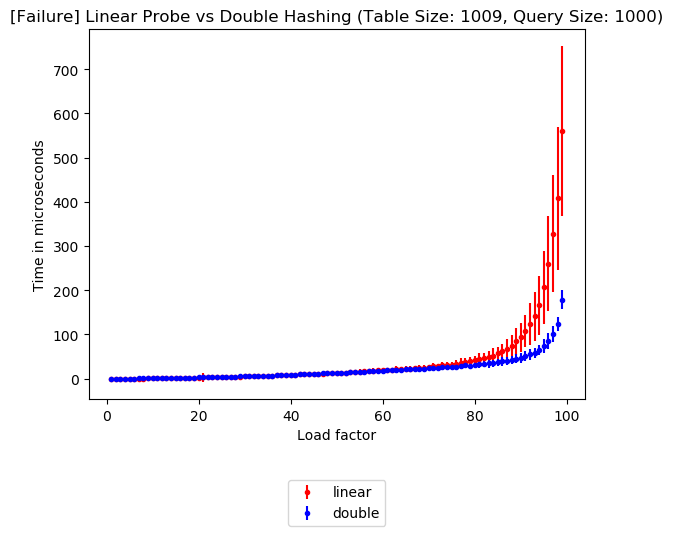 [Failure] Linear Probe vs Double Hashing (Table Size: 1009, Query Size: 1000)
700
600
500
400
300
200
100
0
Time in microseconds
0 20 40 60 80 100
Load factor
linear
double